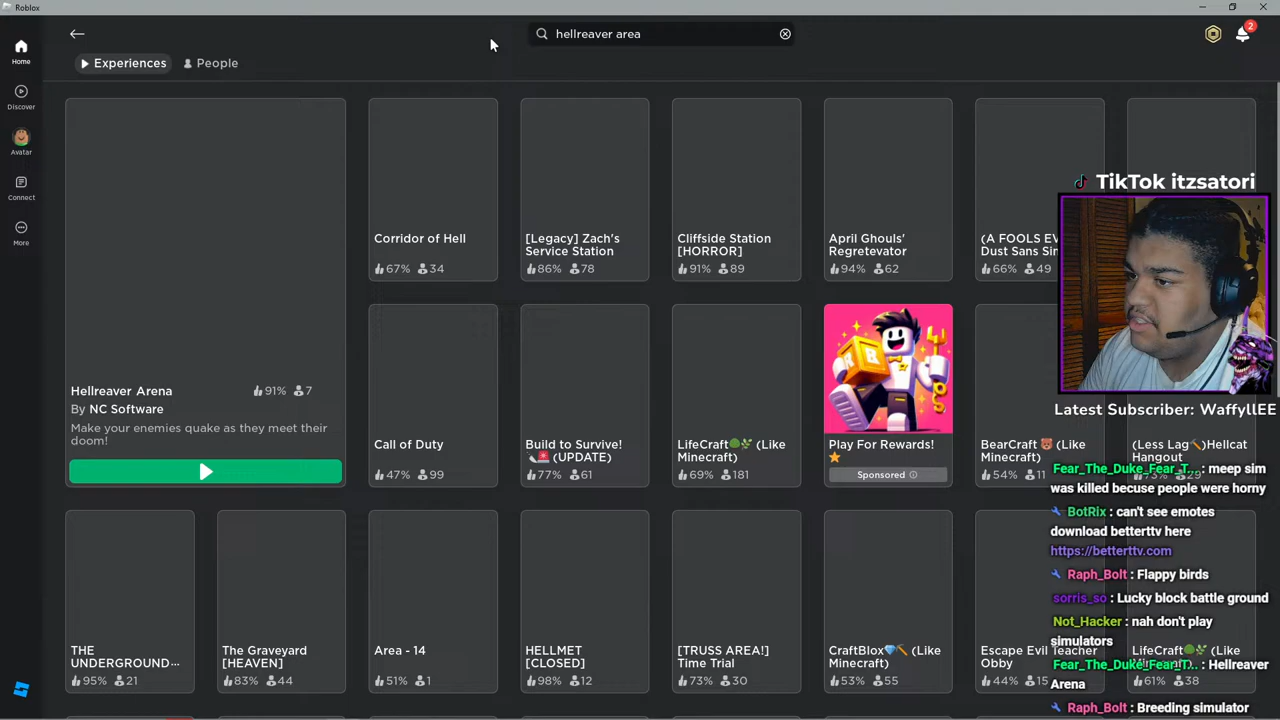 Roblox
hellreaver area
2
Home
Discover
Avatar
Connect
More
Experiences
People
Hellreaver Arena
91% 7
By NC Software
Make your enemies quake as they meet their
doom!
Corridor of Hell
67% 34
[Legacy] Zach's
Service Station
86% 78
Cliffside Station
[HORROR]
91% 89
April Ghouls'
Regretevator
94% 62
(A FOOLS EV
Dust Sans Sim
66% 49
Call of Duty
47% 99
Build to Survive!
🔪🚨 (UPDATE)
77% 61
LifeCraft🌳🌿 (Like
Minecraft)
69% 181
Play For Rewards!
⭐
Sponsored
BearCraft 🐻 (Like
Minecraft)
54% 11
(Less Lag🔨)Hellcat
Hangout
73% 29
THE
UNDERGROUND...
95% 21
The Graveyard
[HEAVEN]
83% 44
Area - 14
51% 1
HELLMET
[CLOSED]
98% 12
[TRUSS AREA!]
Time Trial
73% 30
CraftBlox💎⛏️ (Like
Minecraft)
53% 55
Escape Evil Teacher
Obby
44% 15
LifeCraft🌳🌿 (Like
Minecraft)
61% 38
TikTok itzsatori
Latest Subscriber: WaffyllEE
Fear_The_Duke_Fear_T... : meep sim
was killed becuse people were horny
BotRix : can't see emotes
download betterttv here
https://betterttv.com
Raph_Bolt : Flappy birds
sorris_so : Lucky block battle ground
Not_Hacker : nah don't play
simulators
Fear_The_Duke_Fear_T... : Hellreaver
Arena
Raph_Bolt : Breeding simulator